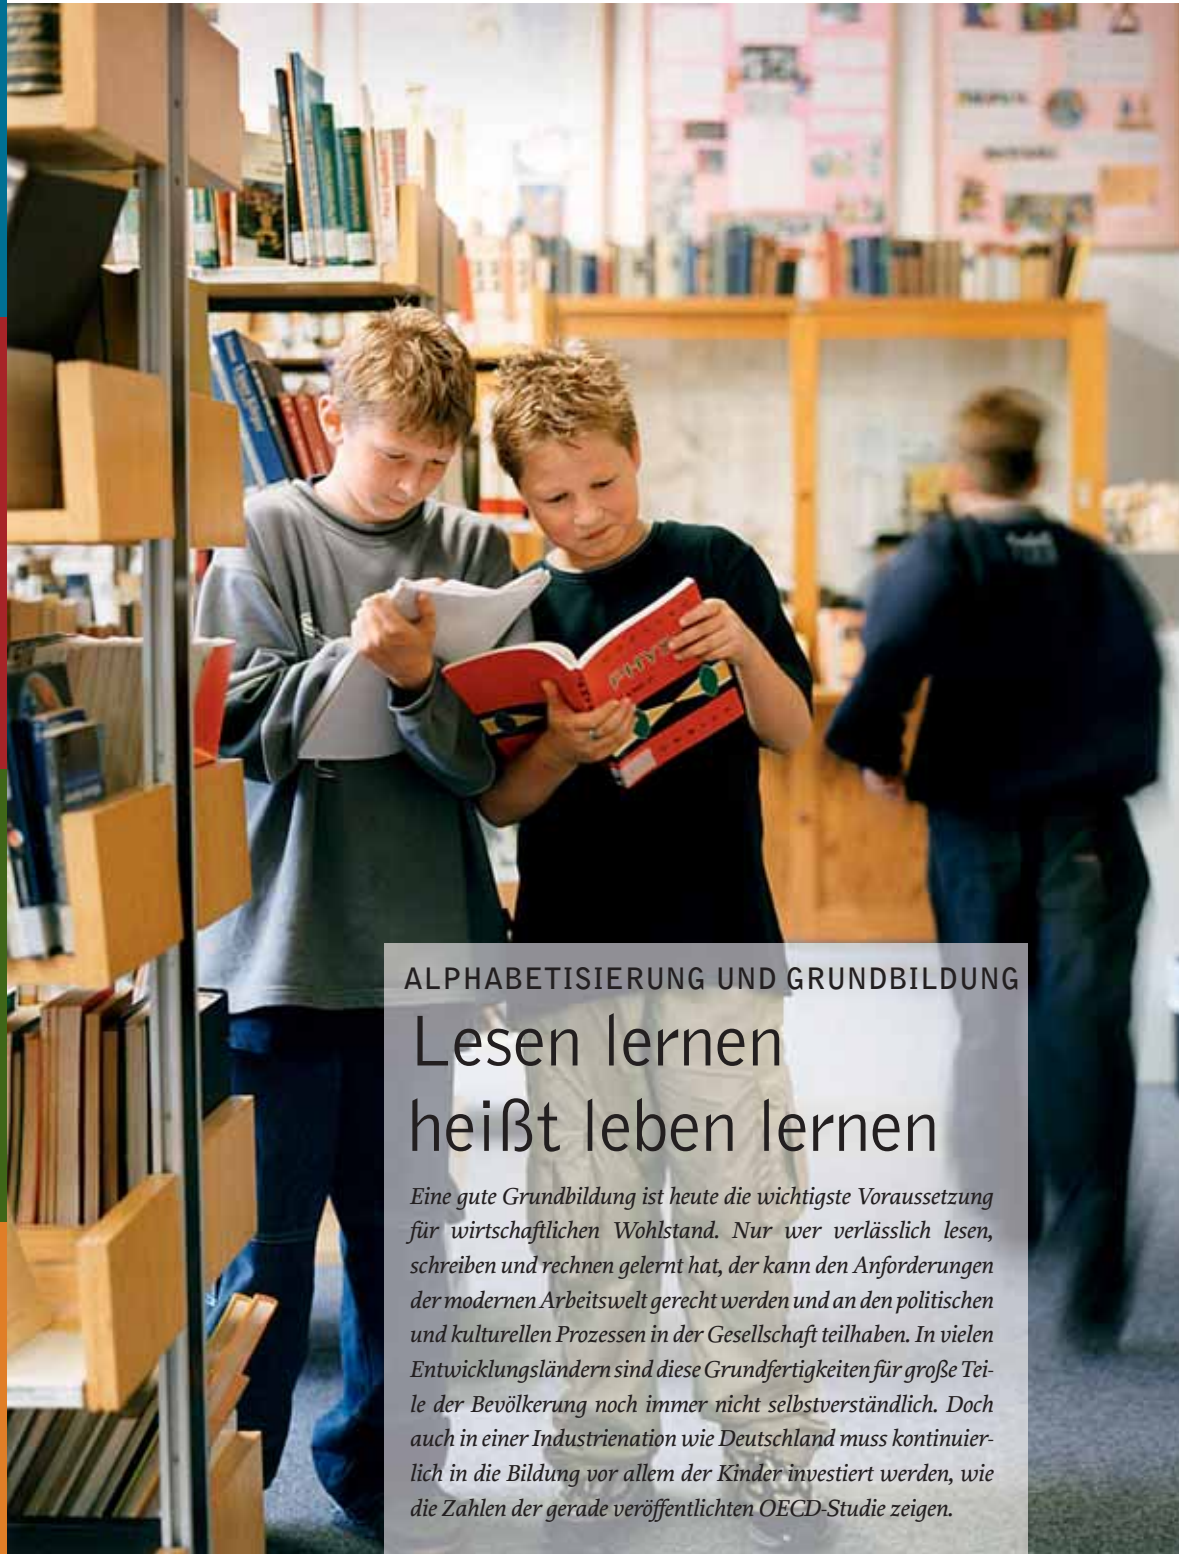 ALPHABETISIERUNG UND GRUNDBILDUNG
Lesen lernen
heißt leben lernen
Eine gute Grundbildung ist heute die wichtigste Voraussetzung
für wirtschaftlichen Wohlstand. Nur wer verlässlich lesen,
schreiben und rechnen gelernt hat, der kann den Anforderungen
der modernen Arbeitswelt gerecht werden und an den politischen
und kulturellen Prozessen in der Gesellschaft teilhaben. In vielen
Entwicklungsländern sind diese Grundfertigkeiten für große Tei-
le der Bevölkerung noch immer nicht selbstverständlich. Doch
auch in einer Industrienation wie Deutschland muss kontinuier-
lich in die Bildung vor allem der Kinder investiert werden, wie
die Zahlen der gerade veröffentlichten OECD-Studie zeigen.